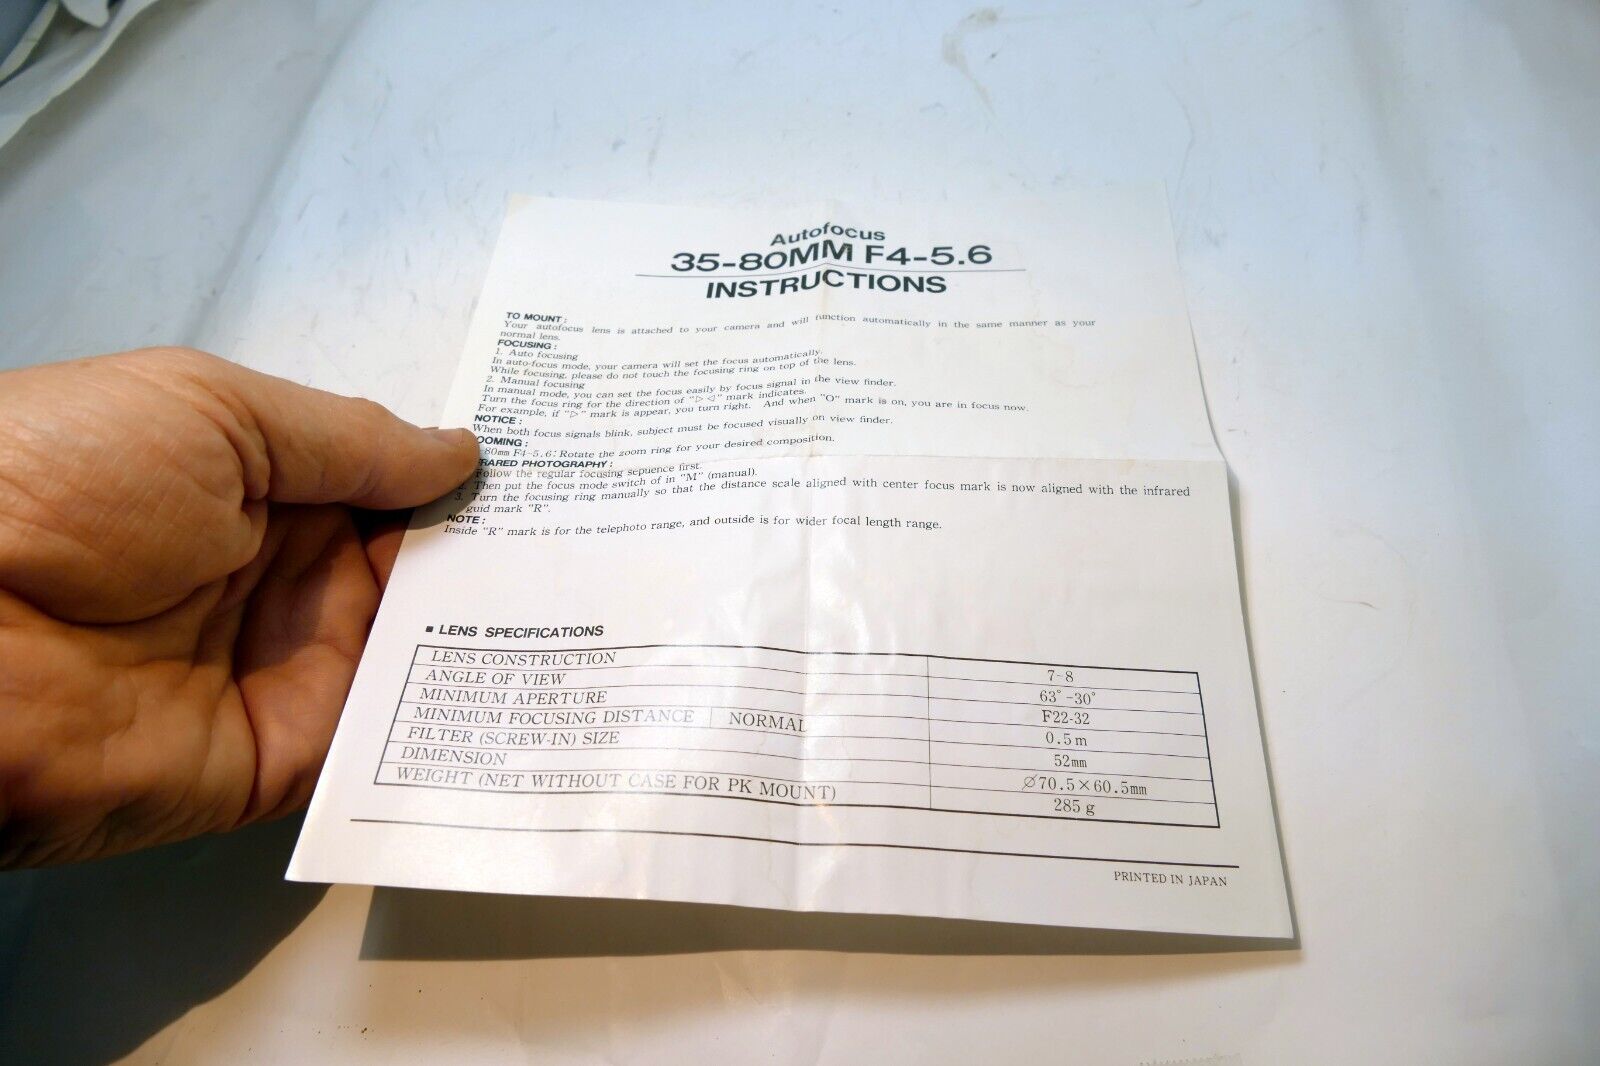 Autofocus
35-80MM F4-5.6
INSTRUCTIONS
TO MOUNT:
Your autofocus lens is attached to your camera and will function automatically in the same manner as your
normal lens.
FOCUSING:
1. Auto focusing
In auto-focus mode, your camera will set the focus automatically.
While focusing, please do not touch the focusing ring on top of the lens.
2. Manual focusing
In manual mode, you can set the focus easily by focus signal in the view finder.
Turn the focus ring for the direction of "▷◁" mark indicates.
And when "O" mark is on, you are in focus now.
For example, if "▷" mark is appear, you turn right.
NOTICE:
When both focus signals blink, subject must be focused visually on view finder.
OOMING:
80mm F4-5.6: Rotate the zoom ring for your desired composition.
RARED PHOTOGRAPHY:
Follow the regular focusing sepuence first.
2. Then put the focus mode switch of in "M" (manual).
3. Turn the focusing ring manually so that the distance scale aligned with center focus mark is now aligned with the infrared
guid mark "R".
NOTE:
Inside "R" mark is for the telephoto range, and outside is for wider focal length range.
■ LENS SPECIFICATIONS
LENS CONSTRUCTION 7-8
ANGLE OF VIEW 63°-30°
MINIMUM APERTURE F22-32
MINIMUM FOCUSING DISTANCE NORMAL 0.5m
FILTER (SCREW-IN) SIZE 52mm
DIMENSION ∅70.5×60.5mm
WEIGHT (NET WITHOUT CASE FOR PK MOUNT) 285g
PRINTED IN JAPAN